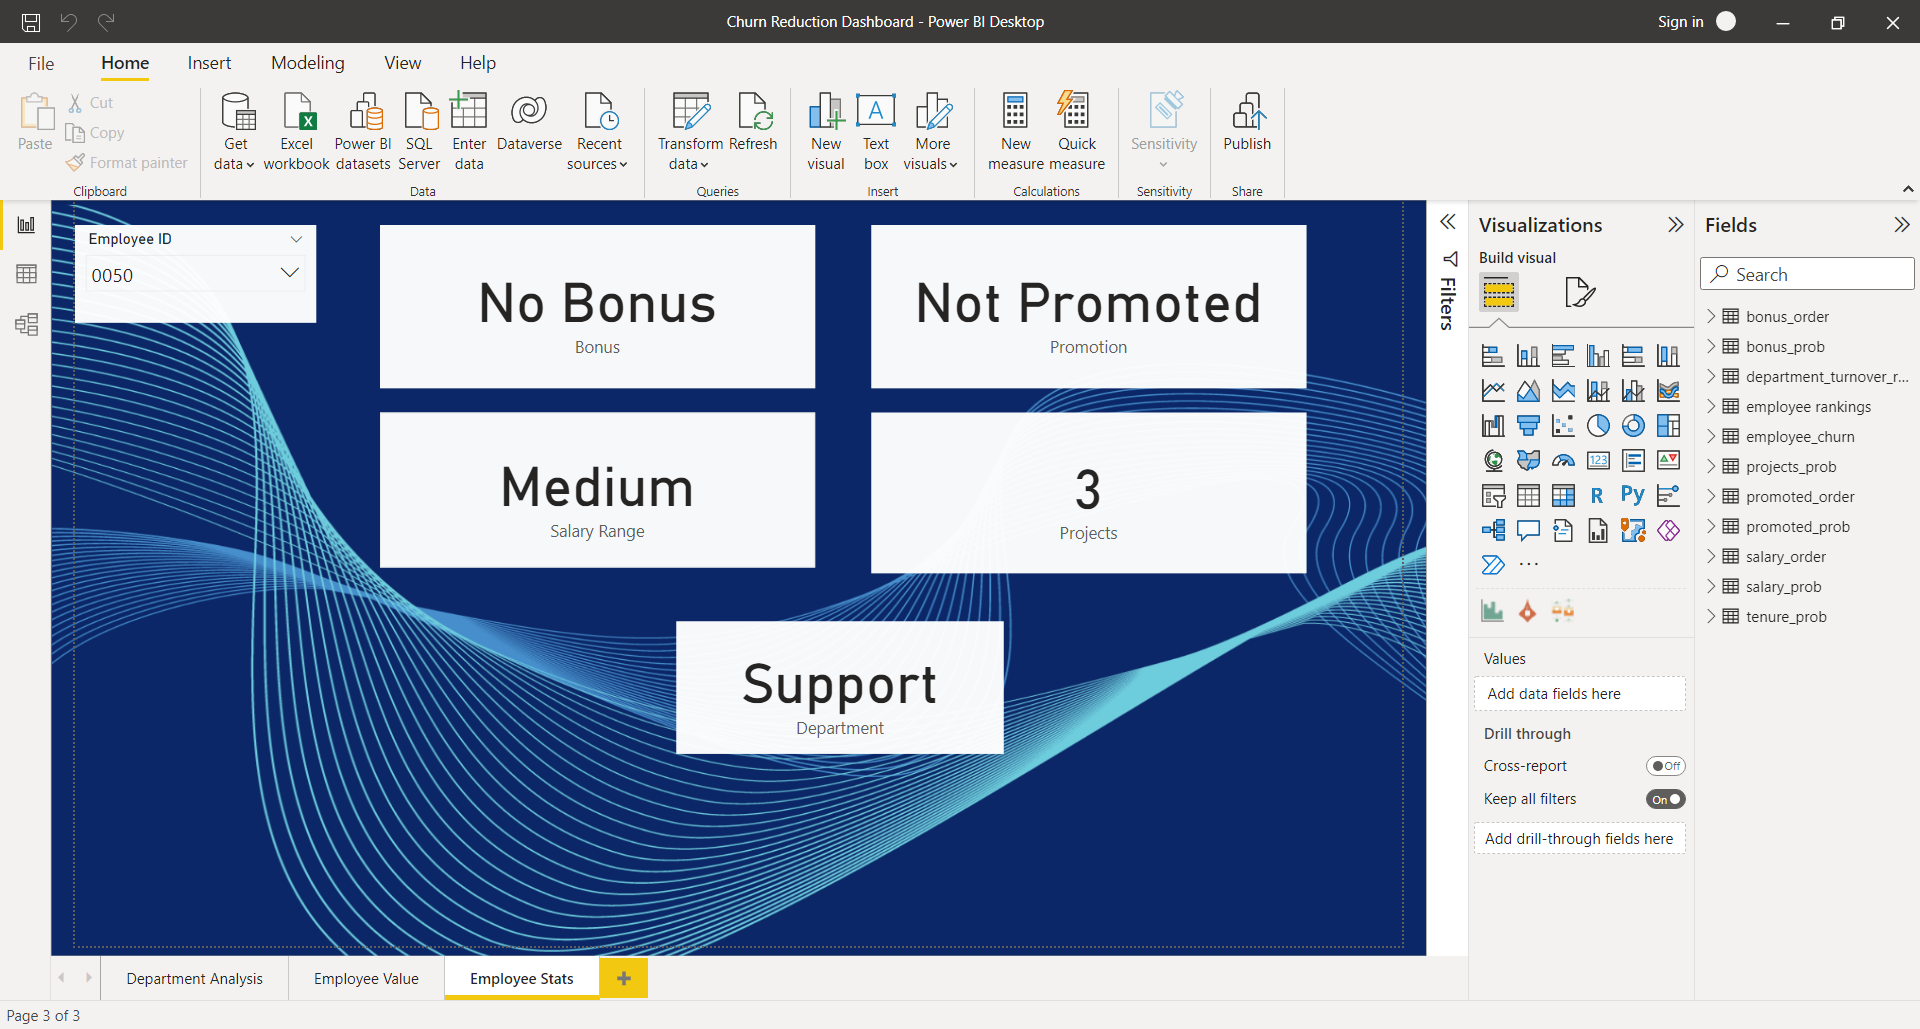 Churn Reduction Dashboard - Power BI Desktop
Sign in
File
Home
Insert
Modeling
View
Help
Paste
Cut
Copy
Format painter
Clipboard
Get
data
Excel
workbook
Power BI
datasets
SQL
Server
Enter
data
Dataverse
Recent
sources
Data
Transform
data
Refresh
Queries
New
visual
Text
box
More
visuals
Insert
New
measure
Quick
measure
Calculations
Sensitivity
Sensitivity
Publish
Share
Employee ID
0050
No Bonus
Bonus
Not Promoted
Promotion
Medium
Salary Range
3
Projects
Support
Department
Filters
Visualizations
Build visual
123
R
Py
Values
Add data fields here
Drill through
Cross-report
Off
Keep all filters
On
Add drill-through fields here
Fields
Search
bonus_order
bonus_prob
department_turnover_r...
employee rankings
employee_churn
projects_prob
promoted_order
promoted_prob
salary_order
salary_prob
tenure_prob
Department Analysis
Employee Value
Employee Stats
Page 3 of 3